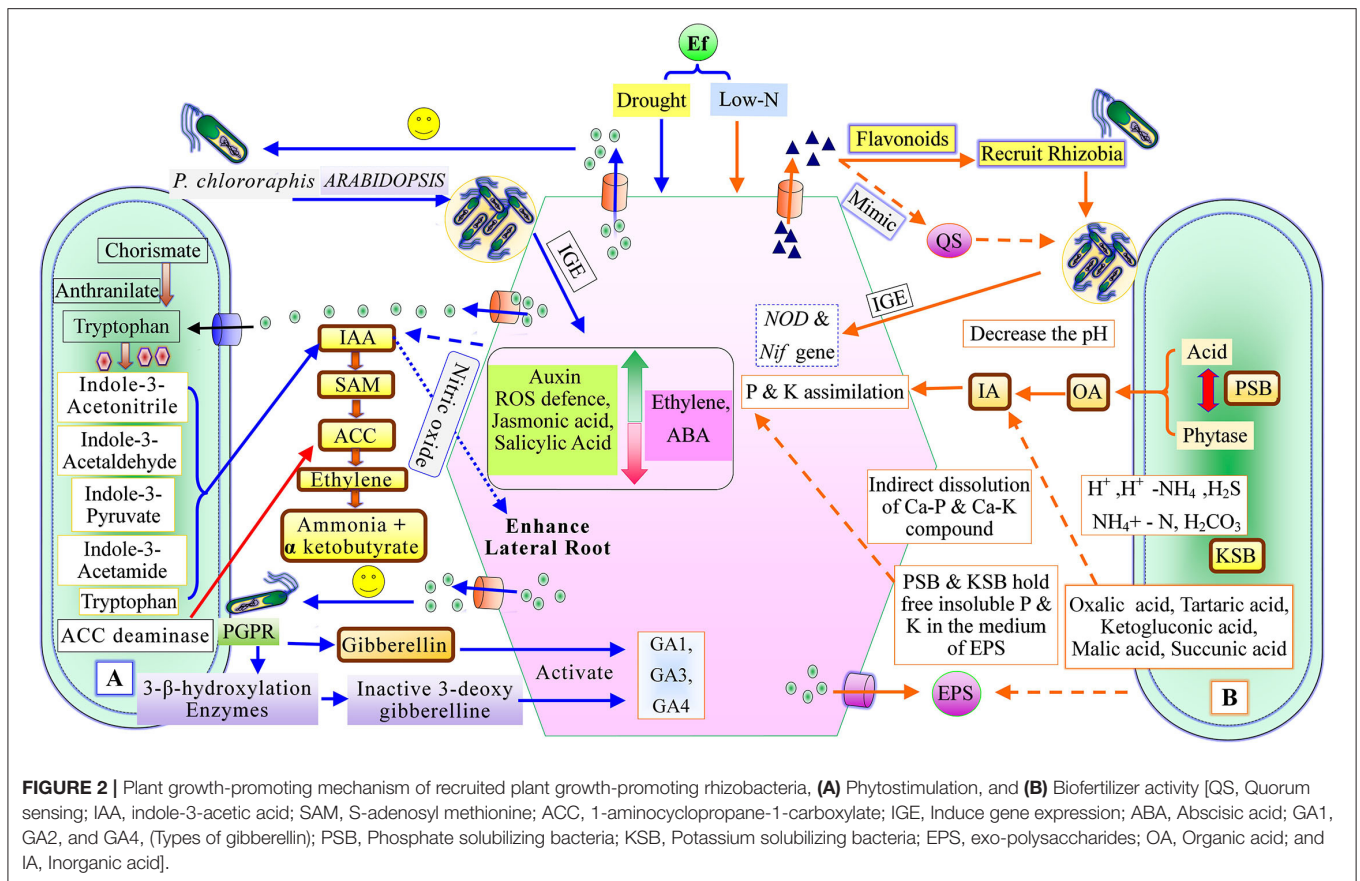 Ef
Drought
Low-N
P. chlororaphis
ARABIDOPSIS
Flavonoids
Recruit Rhizobia
Mimic
QS
IGE
IGE
NOD &
Nif gene
Decrease the pH
Chorismate
Anthranilate
Tryptophan
Indole-3-
Acetonitrile
Indole-3-
Acetaldehyde
Indole-3-
Pyruvate
Indole-3-
Acetamide
Tryptophan
ACC deaminase
A
IAA
SAM
ACC
Ethylene
Ammonia +
α ketobutyrate
Nitric oxide
Enhance
Lateral Root
Auxin
ROS defence,
Jasmonic acid,
Salicylic Acid
Ethylene,
ABA
P & K assimilation
IA
OA
Acid
PSB
Phytase
Indirect dissolution
of Ca-P & Ca-K
compound
H⁺ ,H⁺ -NH₄ ,H₂S
NH₄+ - N, H₂CO₃
KSB
PSB & KSB hold
free insoluble P &
K in the medium
of EPS
Oxalic acid, Tartaric acid,
Ketogluconic acid,
Malic acid, Succunic acid
B
EPS
PGPR
Gibberellin
3-β-hydroxylation
Enzymes
Inactive 3-deoxy
gibberelline
Activate
GA1,
GA3,
GA4
FIGURE 2 | Plant growth-promoting mechanism of recruited plant growth-promoting rhizobacteria, (A) Phytostimulation, and (B) Biofertilizer activity [QS, Quorum
sensing; IAA, indole-3-acetic acid; SAM, S-adenosyl methionine; ACC, 1-aminocyclopropane-1-carboxylate; IGE, Induce gene expression; ABA, Abscisic acid; GA1,
GA2, and GA4, (Types of gibberellin); PSB, Phosphate solubilizing bacteria; KSB, Potassium solubilizing bacteria; EPS, exo-polysaccharides; OA, Organic acid; and
IA, Inorganic acid].